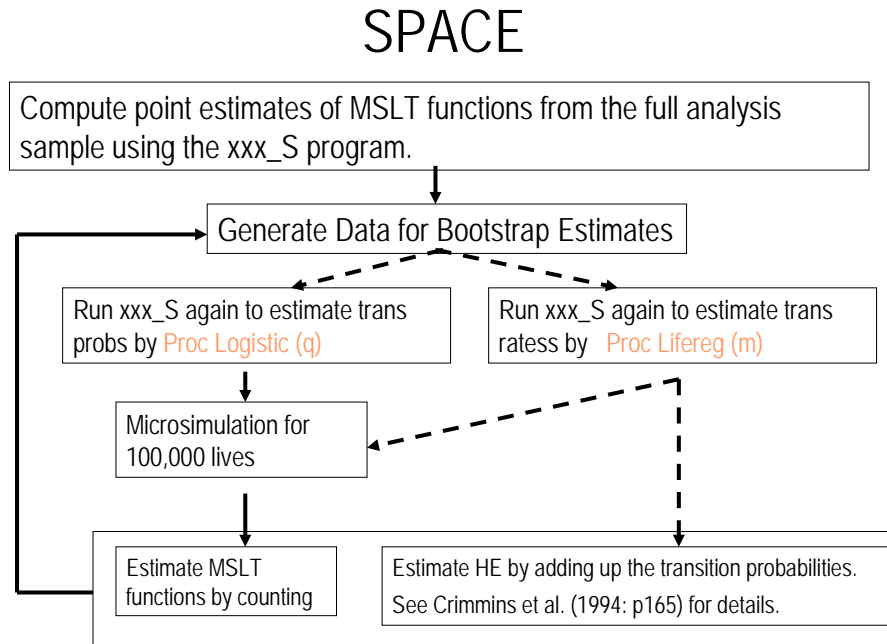 SPACE
Compute point estimates of MSLT functions from the full analysis
sample using the xxx_S program.
Generate Data for Bootstrap Estimates
Run xxx_S again to estimate trans
probs by Proc Logistic (q)
Run xxx_S again to estimate trans
ratess by Proc Lifereg (m)
Microsimulation for
100,000 lives
Estimate MSLT
functions by counting
Estimate HE by adding up the transition probabilities.
See Crimmins et al. (1994: p165) for details.